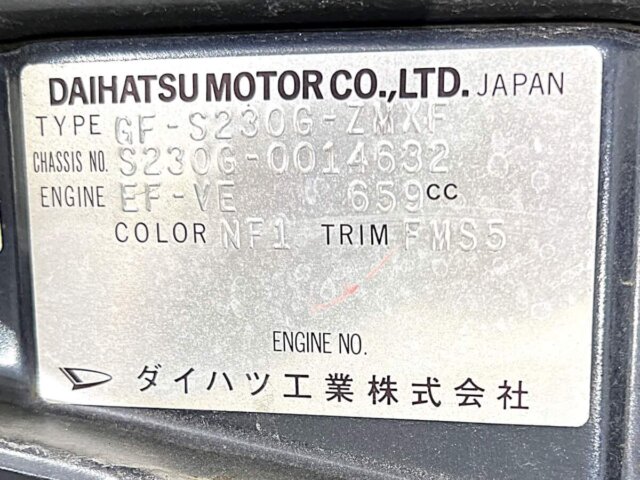 DAIHATSU MOTOR CO.,LTD. JAPAN
TYPE GF-S230G-ZMXF
CHASSIS NO. S230G-0014632
ENGINE EF-VE 659CC
COLOR NF1 TRIM FMS5
ENGINE NO.
ダイハツ工業株式会社